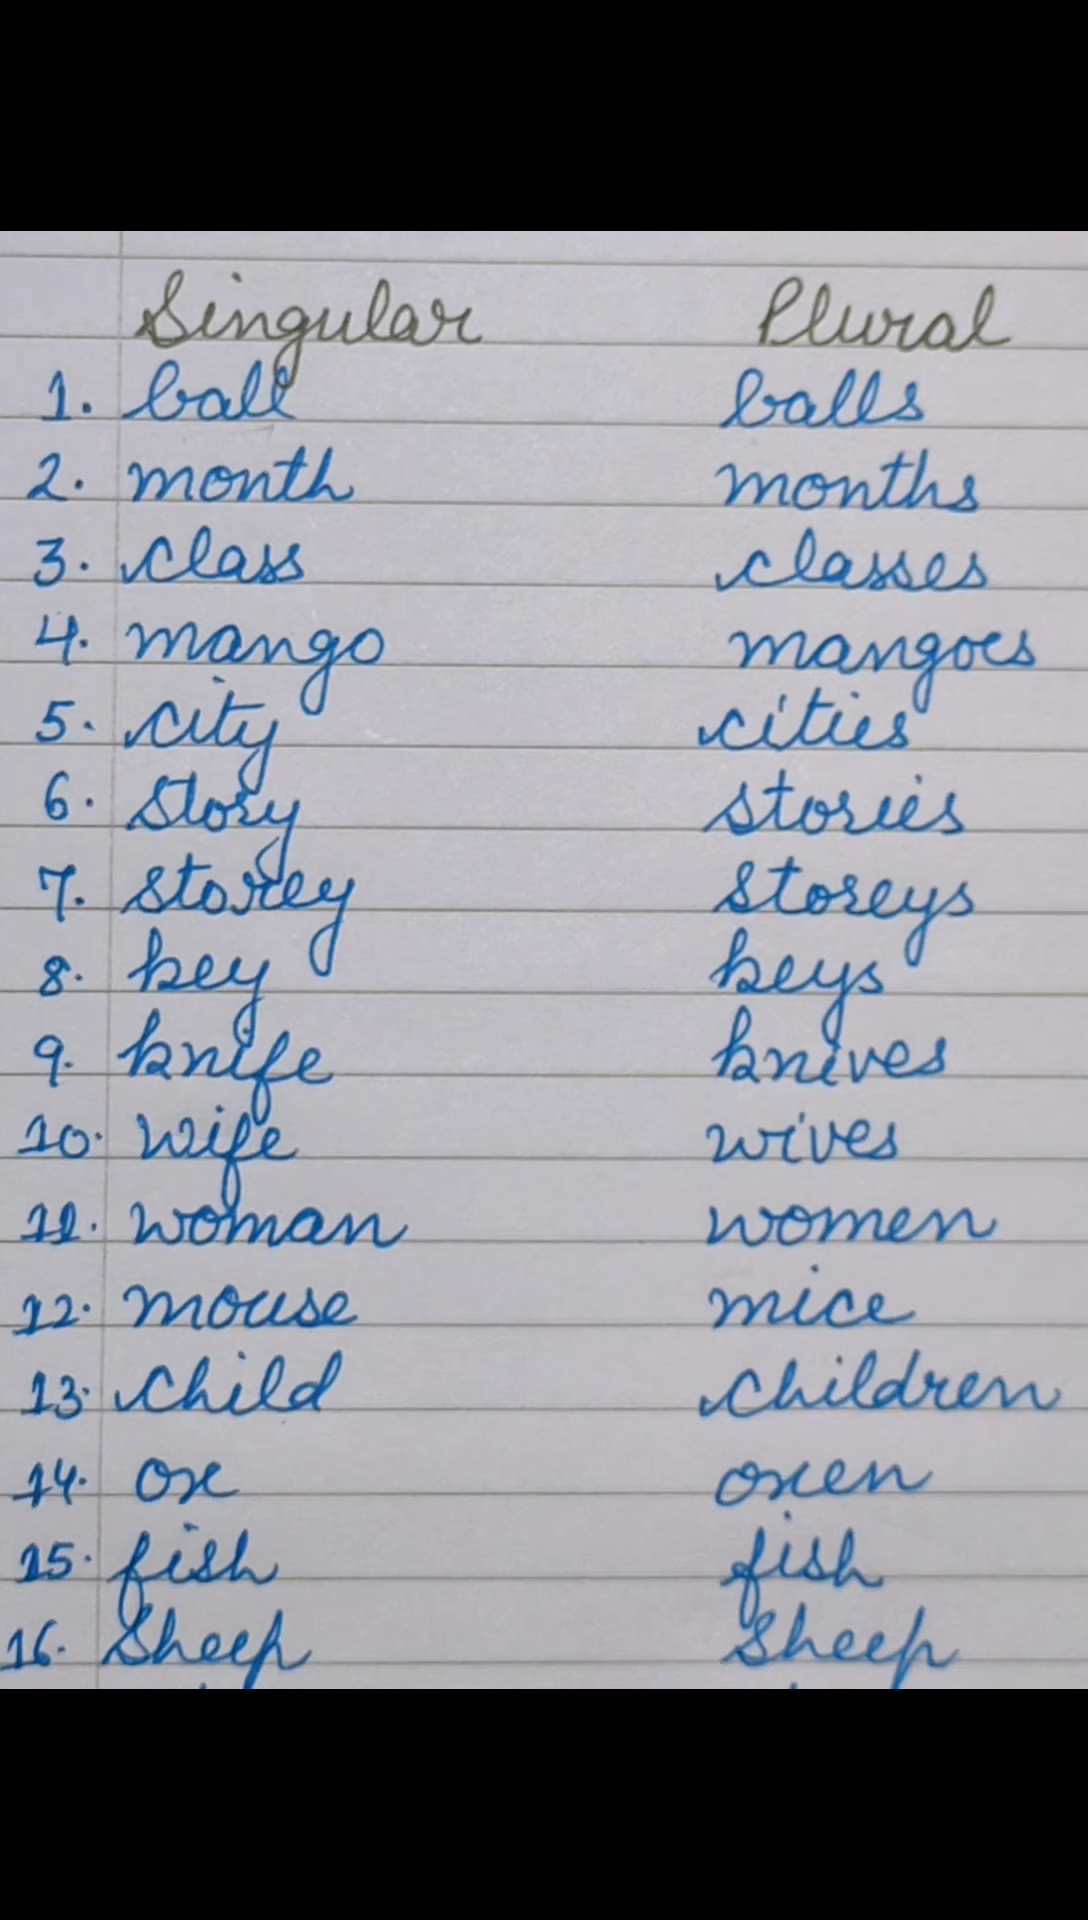 Singular Plural
1. ball balls
2. month months
3. class classes
4. mango mangoes
5. city cities
6. story stories
7. storey storeys
8. key keys
9. knife knives
10. wife wives
11. woman women
12. mouse mice
13. child children
14. ox oxen
15. fish fish
16. Sheep Sheep